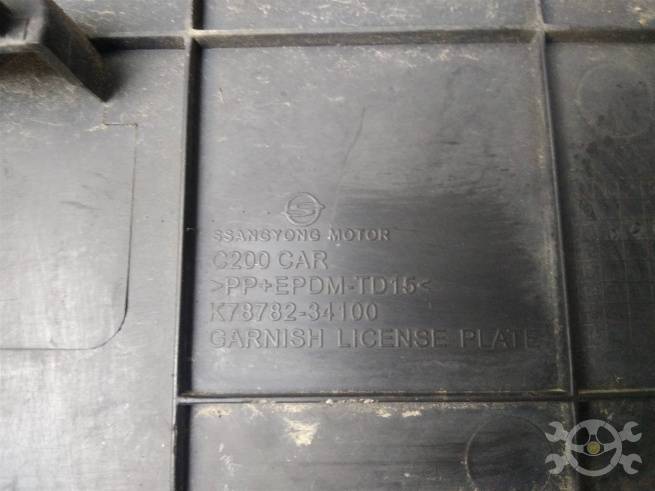 SSANGYONG MOTOR
C200 CAR
>PP+EPDM-TD15<
K78782-34100
GARNISH LICENSE PLATE